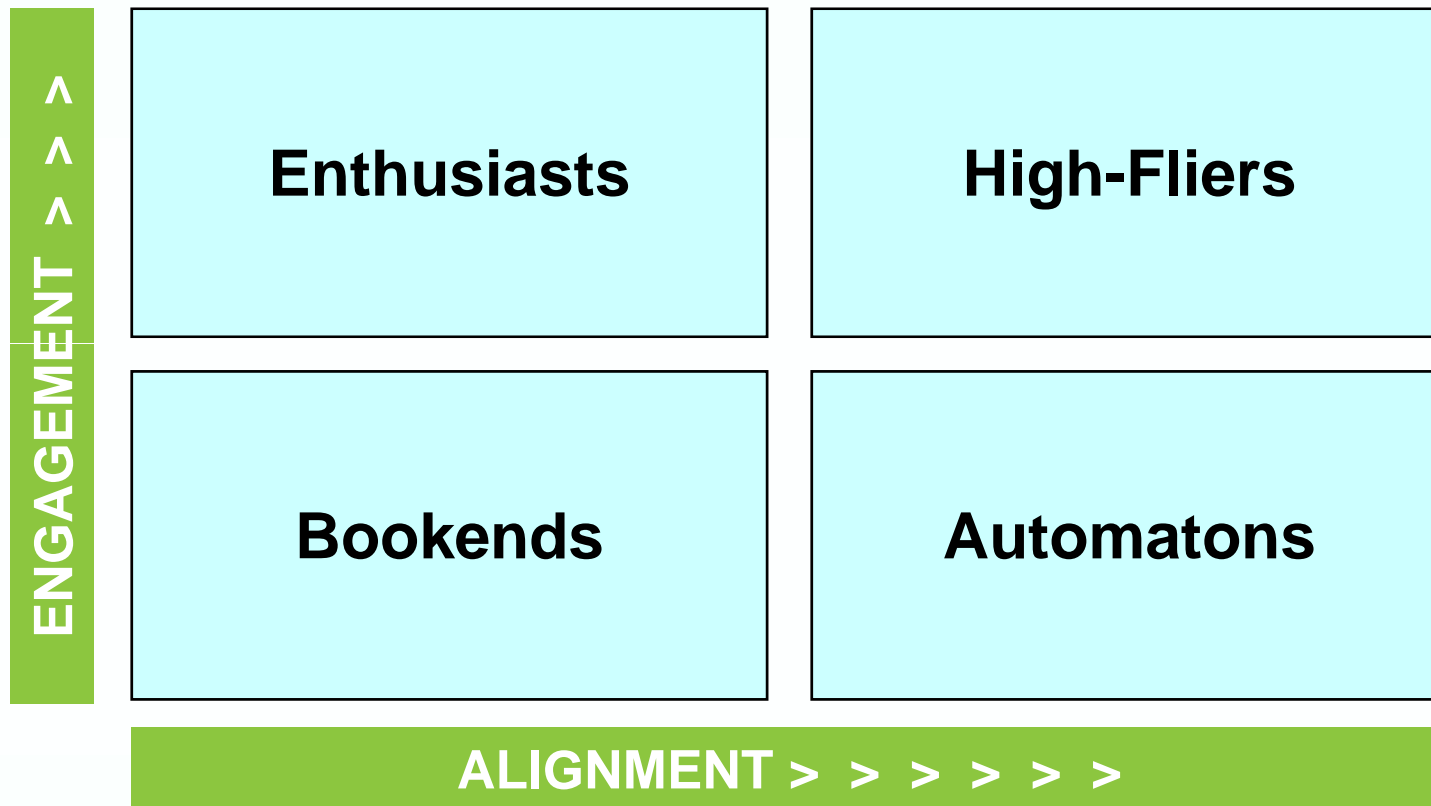 ENGAGEMENT > > >
Enthusiasts
High-Fliers
Bookends
Automatons
ALIGNMENT > > > > > >